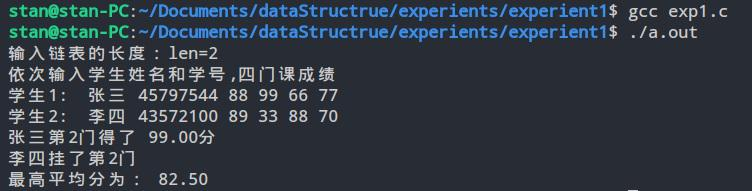 stan@stan-PC:~/Documents/dataStructrue/experients/experient1$ gcc exp1.c
stan@stan-PC:~/Documents/dataStructrue/experients/experient1$ ./a.out
输入链表的长度：len=2
依次输入学生姓名和学号,四门课成绩
学生1: 张三 45797544 88 99 66 77
学生2: 李四 43572100 89 33 88 70
张三第2门得了 99.00分
李四挂了第2门
最高平均分为： 82.50